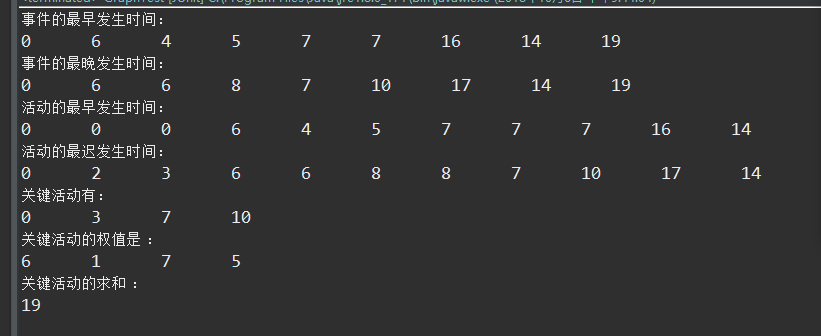 事件的最早发生时间:
0 6 4 5 7 7 16 14 19
事件的最晚发生时间:
0 6 6 8 7 10 17 14 19
活动的最早发生时间:
0 0 0 6 4 5 7 7 7 16 14
活动的最迟发生时间:
0 2 3 6 6 8 8 7 10 17 14
关键活动有:
0 3 7 10
关键活动的权值是 :
6 1 7 5
关键活动的求和 :
19